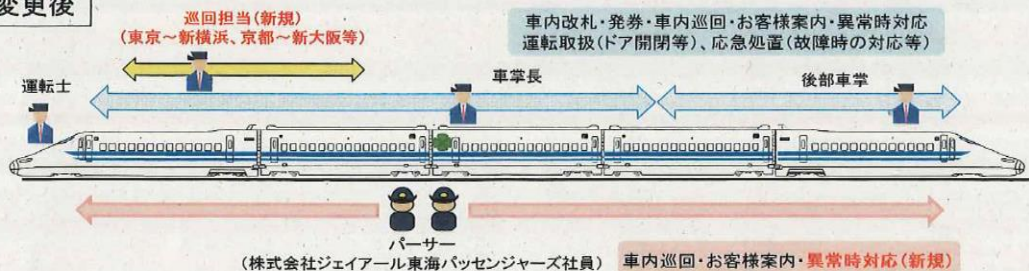 変更後
巡回担当(新規)
(東京～新横浜、京都～新大阪等)
車内改札・発券・車内巡回・お客様案内・異常時対応
運転取扱(ドア開閉等)、応急処置(故障時の対応等)
運転士
車掌長
後部車掌
パーサー
(株式会社ジェイアール東海パッセンジャーズ社員)
車内巡回・お客様案内・異常時対応(新規)